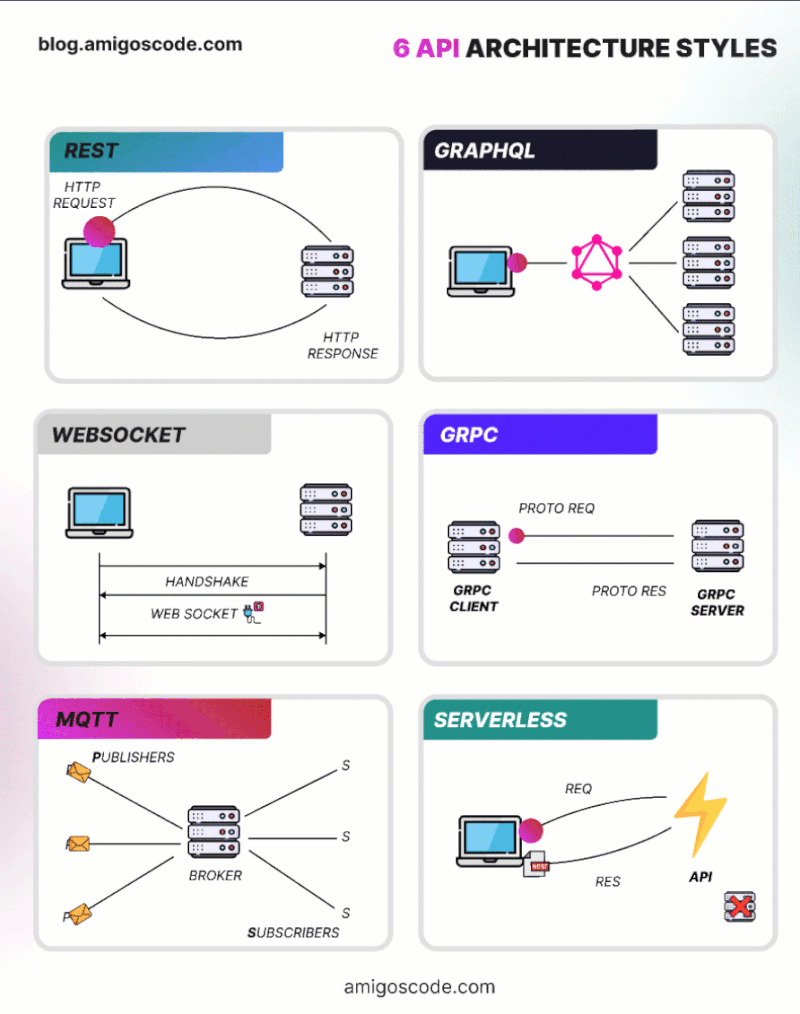 blog.amigoscode.com
6 API ARCHITECTURE STYLES
REST
HTTP
REQUEST
HTTP
RESPONSE
GRAPHQL
WEBSOCKET
HANDSHAKE
WEB SOCKET
GRPC
PROTO REQ
GRPC
CLIENT
PROTO RES
GRPC
SERVER
MQTT
PUBLISHERS
P
P
S
S
S
BROKER
SUBSCRIBERS
SERVERLESS
REQ
RES
API
amigoscode.com